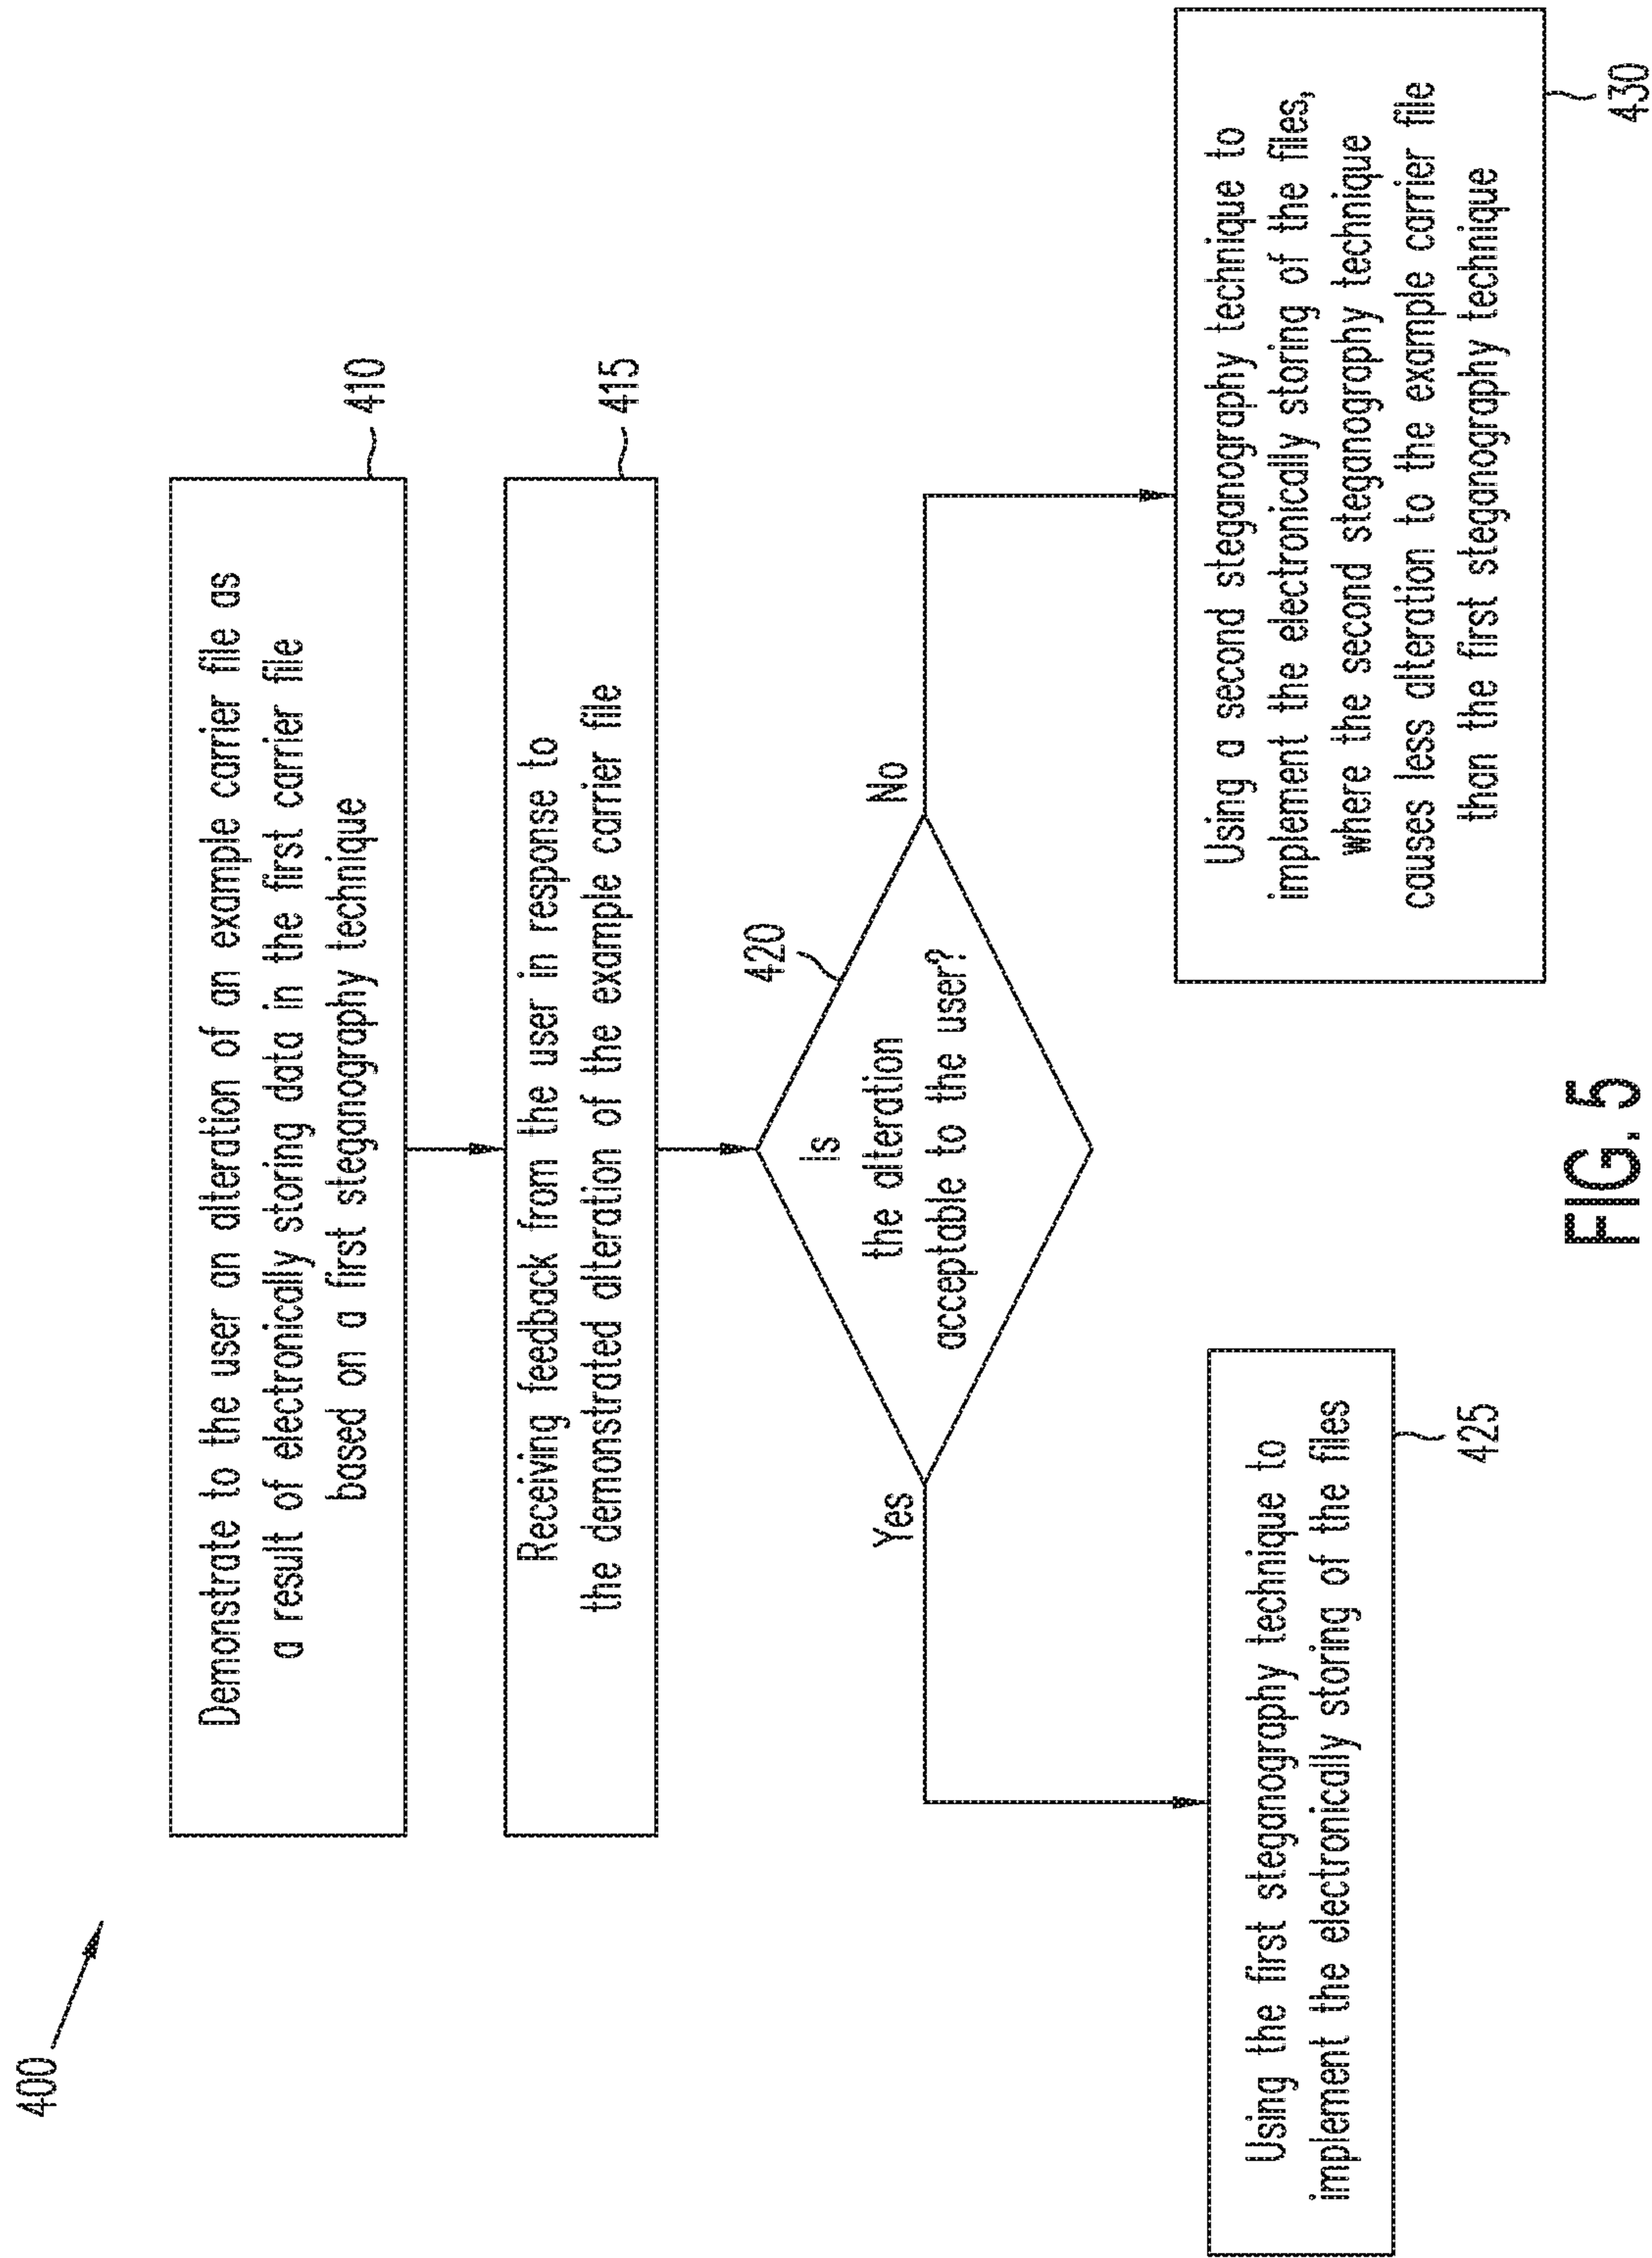 400
Demonstrate to the user an alteration of an example carrier file as
a result of electronically storing data in the first carrier file
based on a first steganography technique
410
Receiving feedback from the user in response to
the demonstrated alteration of the example carrier file
415
420
Is
the alteration
acceptable to the user?
Yes
No
Using the first steganography technique to
implement the electronically storing of the files
425
Using a second steganography technique to
implement the electronically storing of the files,
where the second steganography technique
causes less alteration to the example carrier file
than the first steganography technique
430
FIG. 5